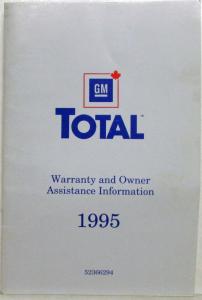 GM
TOTAL
Warranty and Owner
Assistance Information
1995
52366294